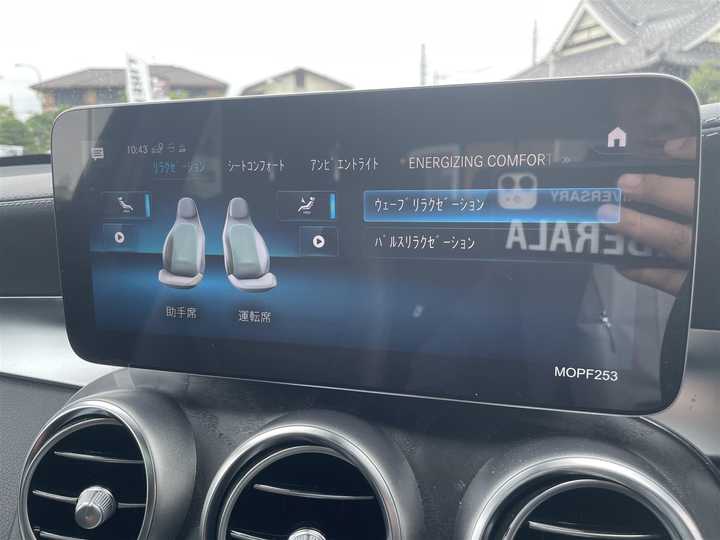 10:43
ﾘﾗｸｾﾞｰｼｮﾝ ｼｰﾄｺﾝﾌｫｰﾄ ｱﾝﾋﾞｴﾝﾄﾗｲﾄ ENERGIZING COMFORT »
ｳｪｰﾌﾞﾘﾗｸｾﾞｰｼｮﾝ
ﾊﾟﾙｽﾘﾗｸｾﾞｰｼｮﾝ
助手席 運転席
MOPF253